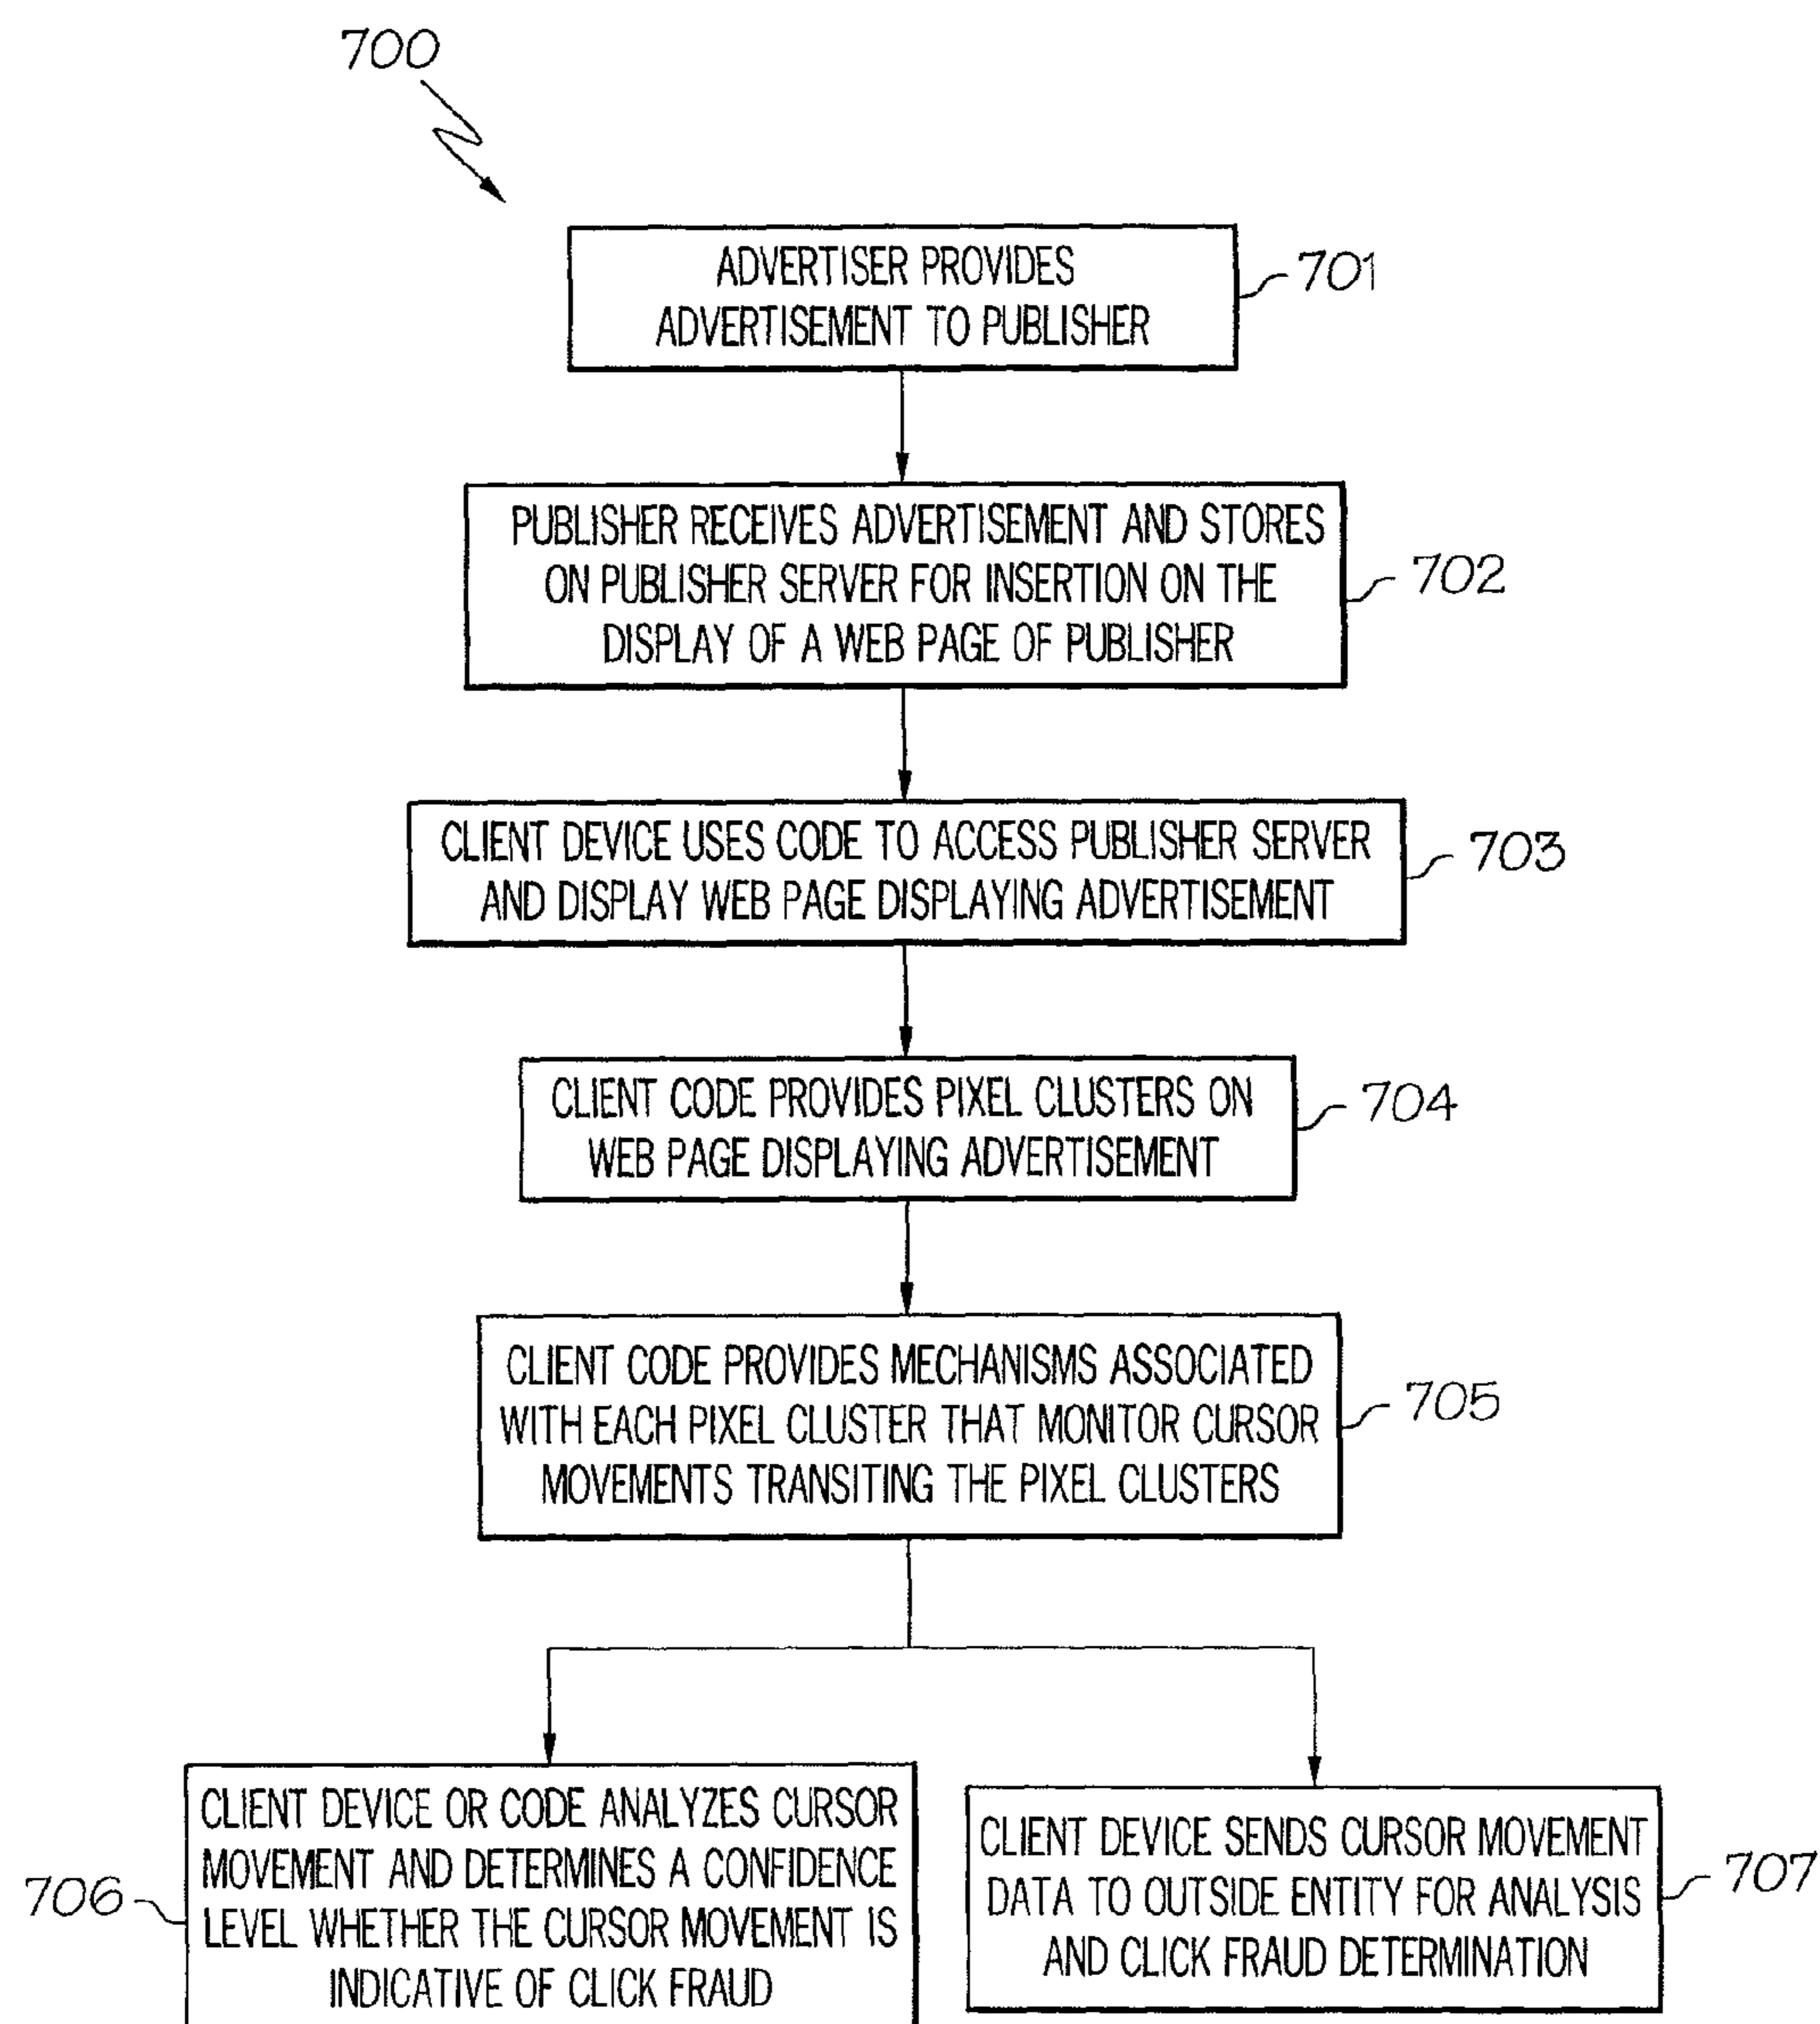 700
ADVERTISER PROVIDES
ADVERTISEMENT TO PUBLISHER
701
PUBLISHER RECEIVES ADVERTISEMENT AND STORES
ON PUBLISHER SERVER FOR INSERTION ON THE
DISPLAY OF A WEB PAGE OF PUBLISHER
702
CLIENT DEVICE USES CODE TO ACCESS PUBLISHER SERVER
AND DISPLAY WEB PAGE DISPLAYING ADVERTISEMENT
703
CLIENT CODE PROVIDES PIXEL CLUSTERS ON
WEB PAGE DISPLAYING ADVERTISEMENT
704
CLIENT CODE PROVIDES MECHANISMS ASSOCIATED
WITH EACH PIXEL CLUSTER THAT MONITOR CURSOR
MOVEMENTS TRANSITING THE PIXEL CLUSTERS
705
CLIENT DEVICE OR CODE ANALYZES CURSOR
MOVEMENT AND DETERMINES A CONFIDENCE
LEVEL WHETHER THE CURSOR MOVEMENT IS
INDICATIVE OF CLICK FRAUD
706
CLIENT DEVICE SENDS CURSOR MOVEMENT
DATA TO OUTSIDE ENTITY FOR ANALYSIS
AND CLICK FRAUD DETERMINATION
707